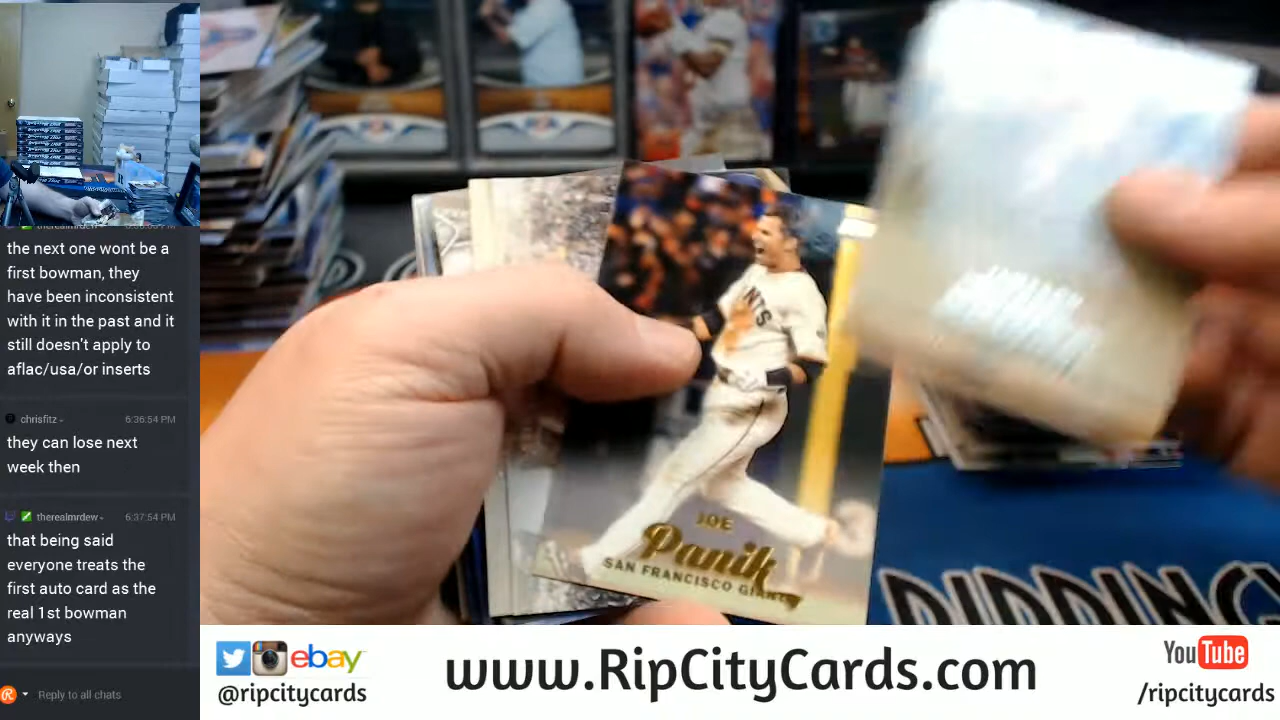 the next one wont be a
first bowman, they
have been inconsistent
with it in the past and it
still doesn't apply to
aflac/usa/or inserts
chrisfitz
6:36:54 PM
they can lose next
week then
therealmrdew
6:37:54 PM
that being said
everyone treats the
first auto card as the
real 1st bowman
anyways
Reply to all chats
JOE
Panik
SAN FRANCISCO GIANTS
ebay
@ripcitycards
www.RipCityCards.com
YouTube
/ripcitycards